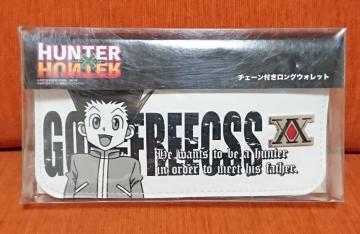 HUNTER
×
HUNTER
チェーン付きロングウォレット
GON=FREECSS
He wants to be a hunter
in order to meet his father.